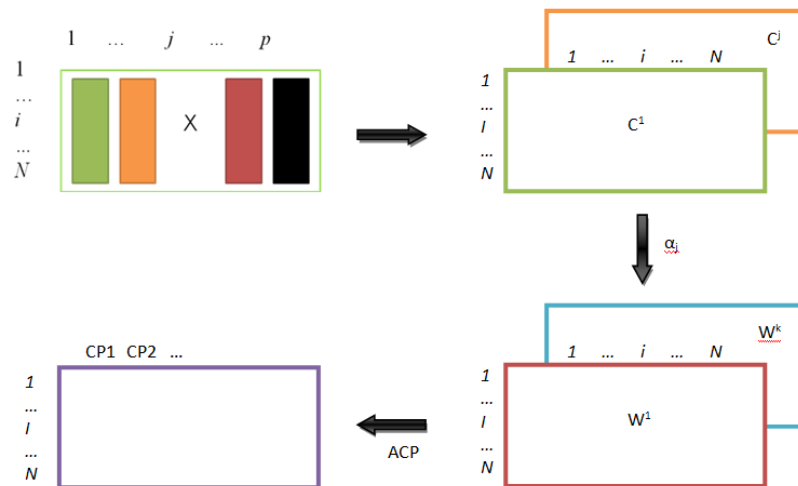 1 ... j ... p
1
...
i
...
N
X
C^j
1 ... i ... N
1
...
I
...
N
C^1
α_j
CP1 CP2 ...
1
...
I
...
N
ACP
W^k
1 ... i ... N
1
...
I
...
N
W^1